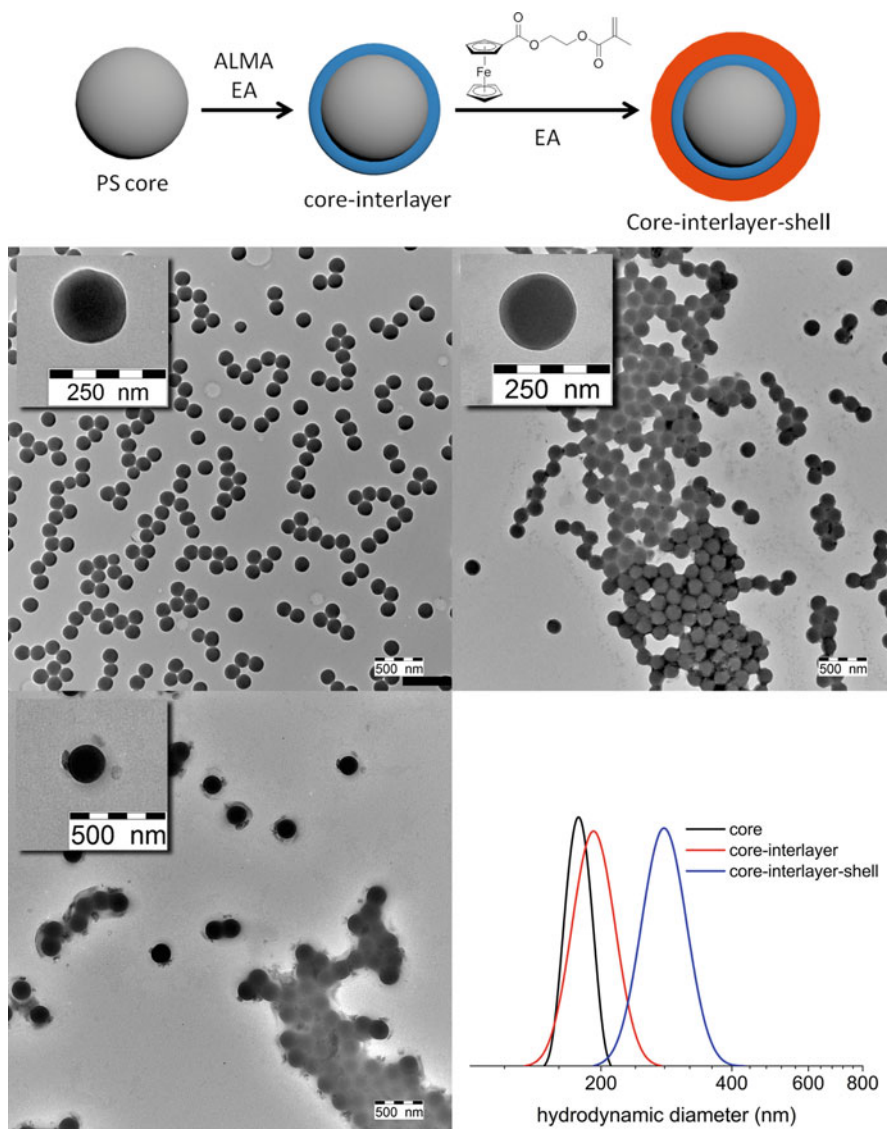 ALMA
EA
PS core
core-interlayer
O
O
O
O
Fe
EA
Core-interlayer-shell
250 nm
500 nm
250 nm
500 nm
500 nm
500 nm
core
core-interlayer
core-interlayer-shell
200
400
600
800
hydrodynamic diameter (nm)